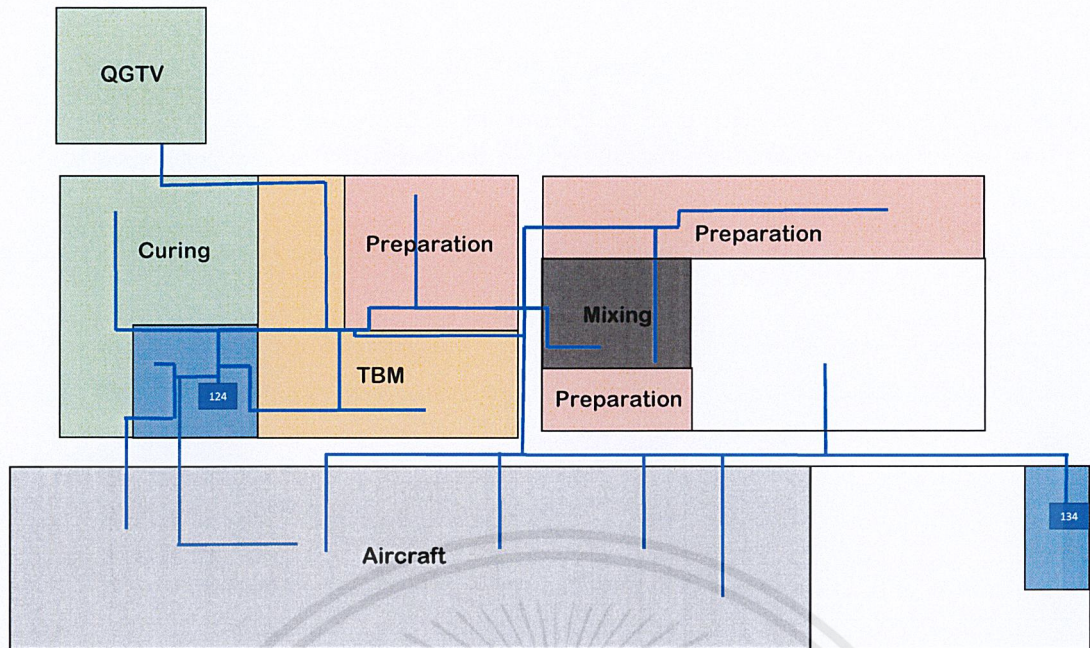 QGTV
Curing
Preparation
Preparation
Mixing
TBM
Preparation
124
134
Aircraft